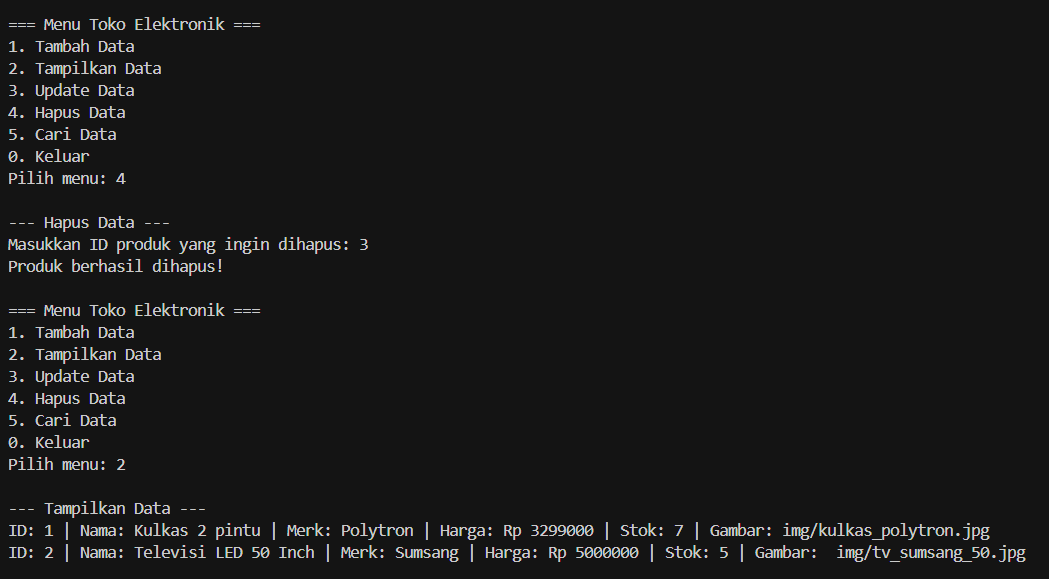 === Menu Toko Elektronik ===
1. Tambah Data
2. Tampilkan Data
3. Update Data
4. Hapus Data
5. Cari Data
0. Keluar
Pilih menu: 4
--- Hapus Data ---
Masukkan ID produk yang ingin dihapus: 3
Produk berhasil dihapus!
=== Menu Toko Elektronik ===
1. Tambah Data
2. Tampilkan Data
3. Update Data
4. Hapus Data
5. Cari Data
0. Keluar
Pilih menu: 2
--- Tampilkan Data ---
ID: 1 | Nama: Kulkas 2 pintu | Merk: Polytron | Harga: Rp 3299000 | Stok: 7 | Gambar: img/kulkas_polytron.jpg
ID: 2 | Nama: Televisi LED 50 Inch | Merk: Sumsang | Harga: Rp 5000000 | Stok: 5 | Gambar:  img/tv_sumsang_50.jpg